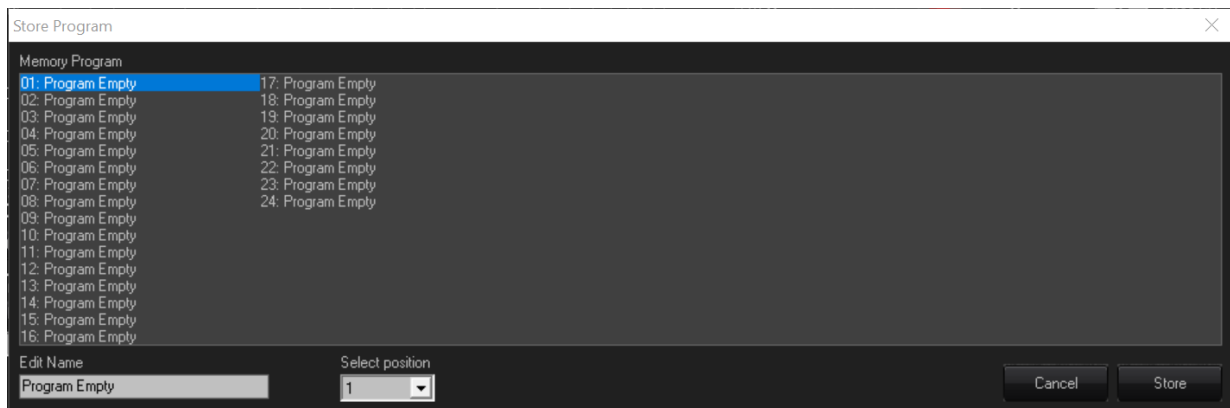 Store Program
Memory Program
01: Program Empty
02: Program Empty
03: Program Empty
04: Program Empty
05: Program Empty
06: Program Empty
07: Program Empty
08: Program Empty
09: Program Empty
10: Program Empty
11: Program Empty
12: Program Empty
13: Program Empty
14: Program Empty
15: Program Empty
16: Program Empty
17: Program Empty
18: Program Empty
19: Program Empty
20: Program Empty
21: Program Empty
22: Program Empty
23: Program Empty
24: Program Empty
Edit Name
Program Empty
Select position
1
Cancel
Store